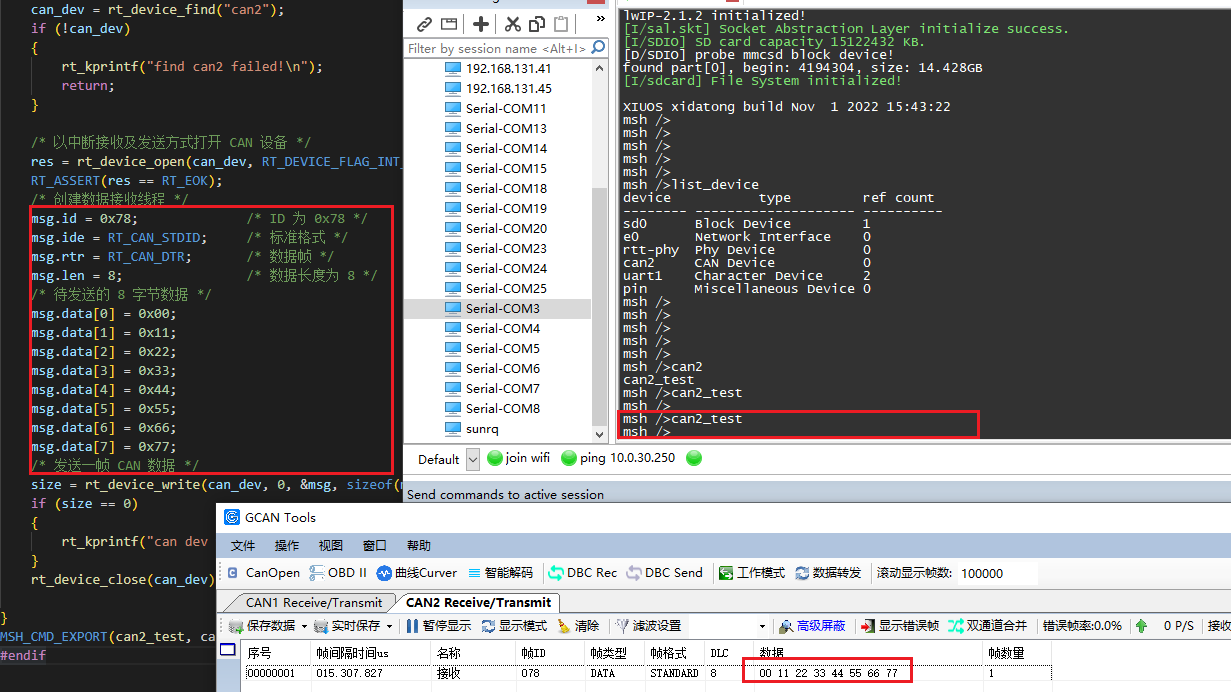 can_dev = rt_device_find("can2");
if (!can_dev)
{
rt_kprintf("find can2 failed!\n");
return;
}
/* 以中断接收及发送方式打开 CAN 设备 */
res = rt_device_open(can_dev, RT_DEVICE_FLAG_INT_
RT_ASSERT(res == RT_EOK);
/* 创建数据接收线程 */
msg.id = 0x78; /* ID 为 0x78 */
msg.ide = RT_CAN_STDID; /* 标准格式 */
msg.rtr = RT_CAN_DTR; /* 数据帧 */
msg.len = 8; /* 数据长度为 8 */
/* 待发送的 8 字节数据 */
msg.data[0] = 0x00;
msg.data[1] = 0x11;
msg.data[2] = 0x22;
msg.data[3] = 0x33;
msg.data[4] = 0x44;
msg.data[5] = 0x55;
msg.data[6] = 0x66;
msg.data[7] = 0x77;
/* 发送一帧 CAN 数据 */
size = rt_device_write(can_dev, 0, &msg, sizeof(
if (size == 0)
{
rt_kprintf("can dev
}
rt_device_close(can_dev)
}
MSH_CMD_EXPORT(can2_test, ca
#endif
»
Filter by session name <Alt+I>
192.168.131.41
192.168.131.45
Serial-COM11
Serial-COM13
Serial-COM14
Serial-COM15
Serial-COM18
Serial-COM19
Serial-COM20
Serial-COM23
Serial-COM24
Serial-COM25
Serial-COM3
Serial-COM4
Serial-COM5
Serial-COM6
Serial-COM7
Serial-COM8
sunrq
lwIP-2.1.2 initialized!
[I/sal.skt] Socket Abstraction Layer initialize success.
[I/SDIO] SD card capacity 15122432 KB.
[D/SDIO] probe mmcsd block device!
found part[0], begin: 4194304, size: 14.428GB
[I/sdcard] File System initialized!
XIUOS xidatong build Nov 1 2022 15:43:22
msh />
msh />
msh />
msh />
msh />
msh />list_device
device type ref count
-------- -------------------- ----------
sd0 Block Device 1
e0 Network Interface 0
rtt-phy Phy Device 0
can2 CAN Device 0
uart1 Character Device 2
pin Miscellaneous Device 0
msh />
msh />
msh />
msh />
msh />
msh />can2
can2_test
msh />can2_test
msh />
msh />can2_test
msh />
Default join wifi ping 10.0.30.250
Send commands to active session
GCAN Tools
文件 操作 视图 窗口 帮助
CanOpen OBD II 曲线Curver 智能解码 DBC Rec DBC Send 工作模式 数据转发 滚动显示帧数: 100000
CAN1 Receive/Transmit CAN2 Receive/Transmit
保存数据 实时保存 暂停显示 显示模式 清除 滤波设置 高级屏蔽 显示错误帧 双通道合并 错误帧率:0.0% 0 P/S 接收
序号 帧间隔时间us 名称 帧ID 帧类型 帧格式 DLC 数据 帧数量
00000001 015.307.827 接收 078 DATA STANDARD 8 00 11 22 33 44 55 66 77 1